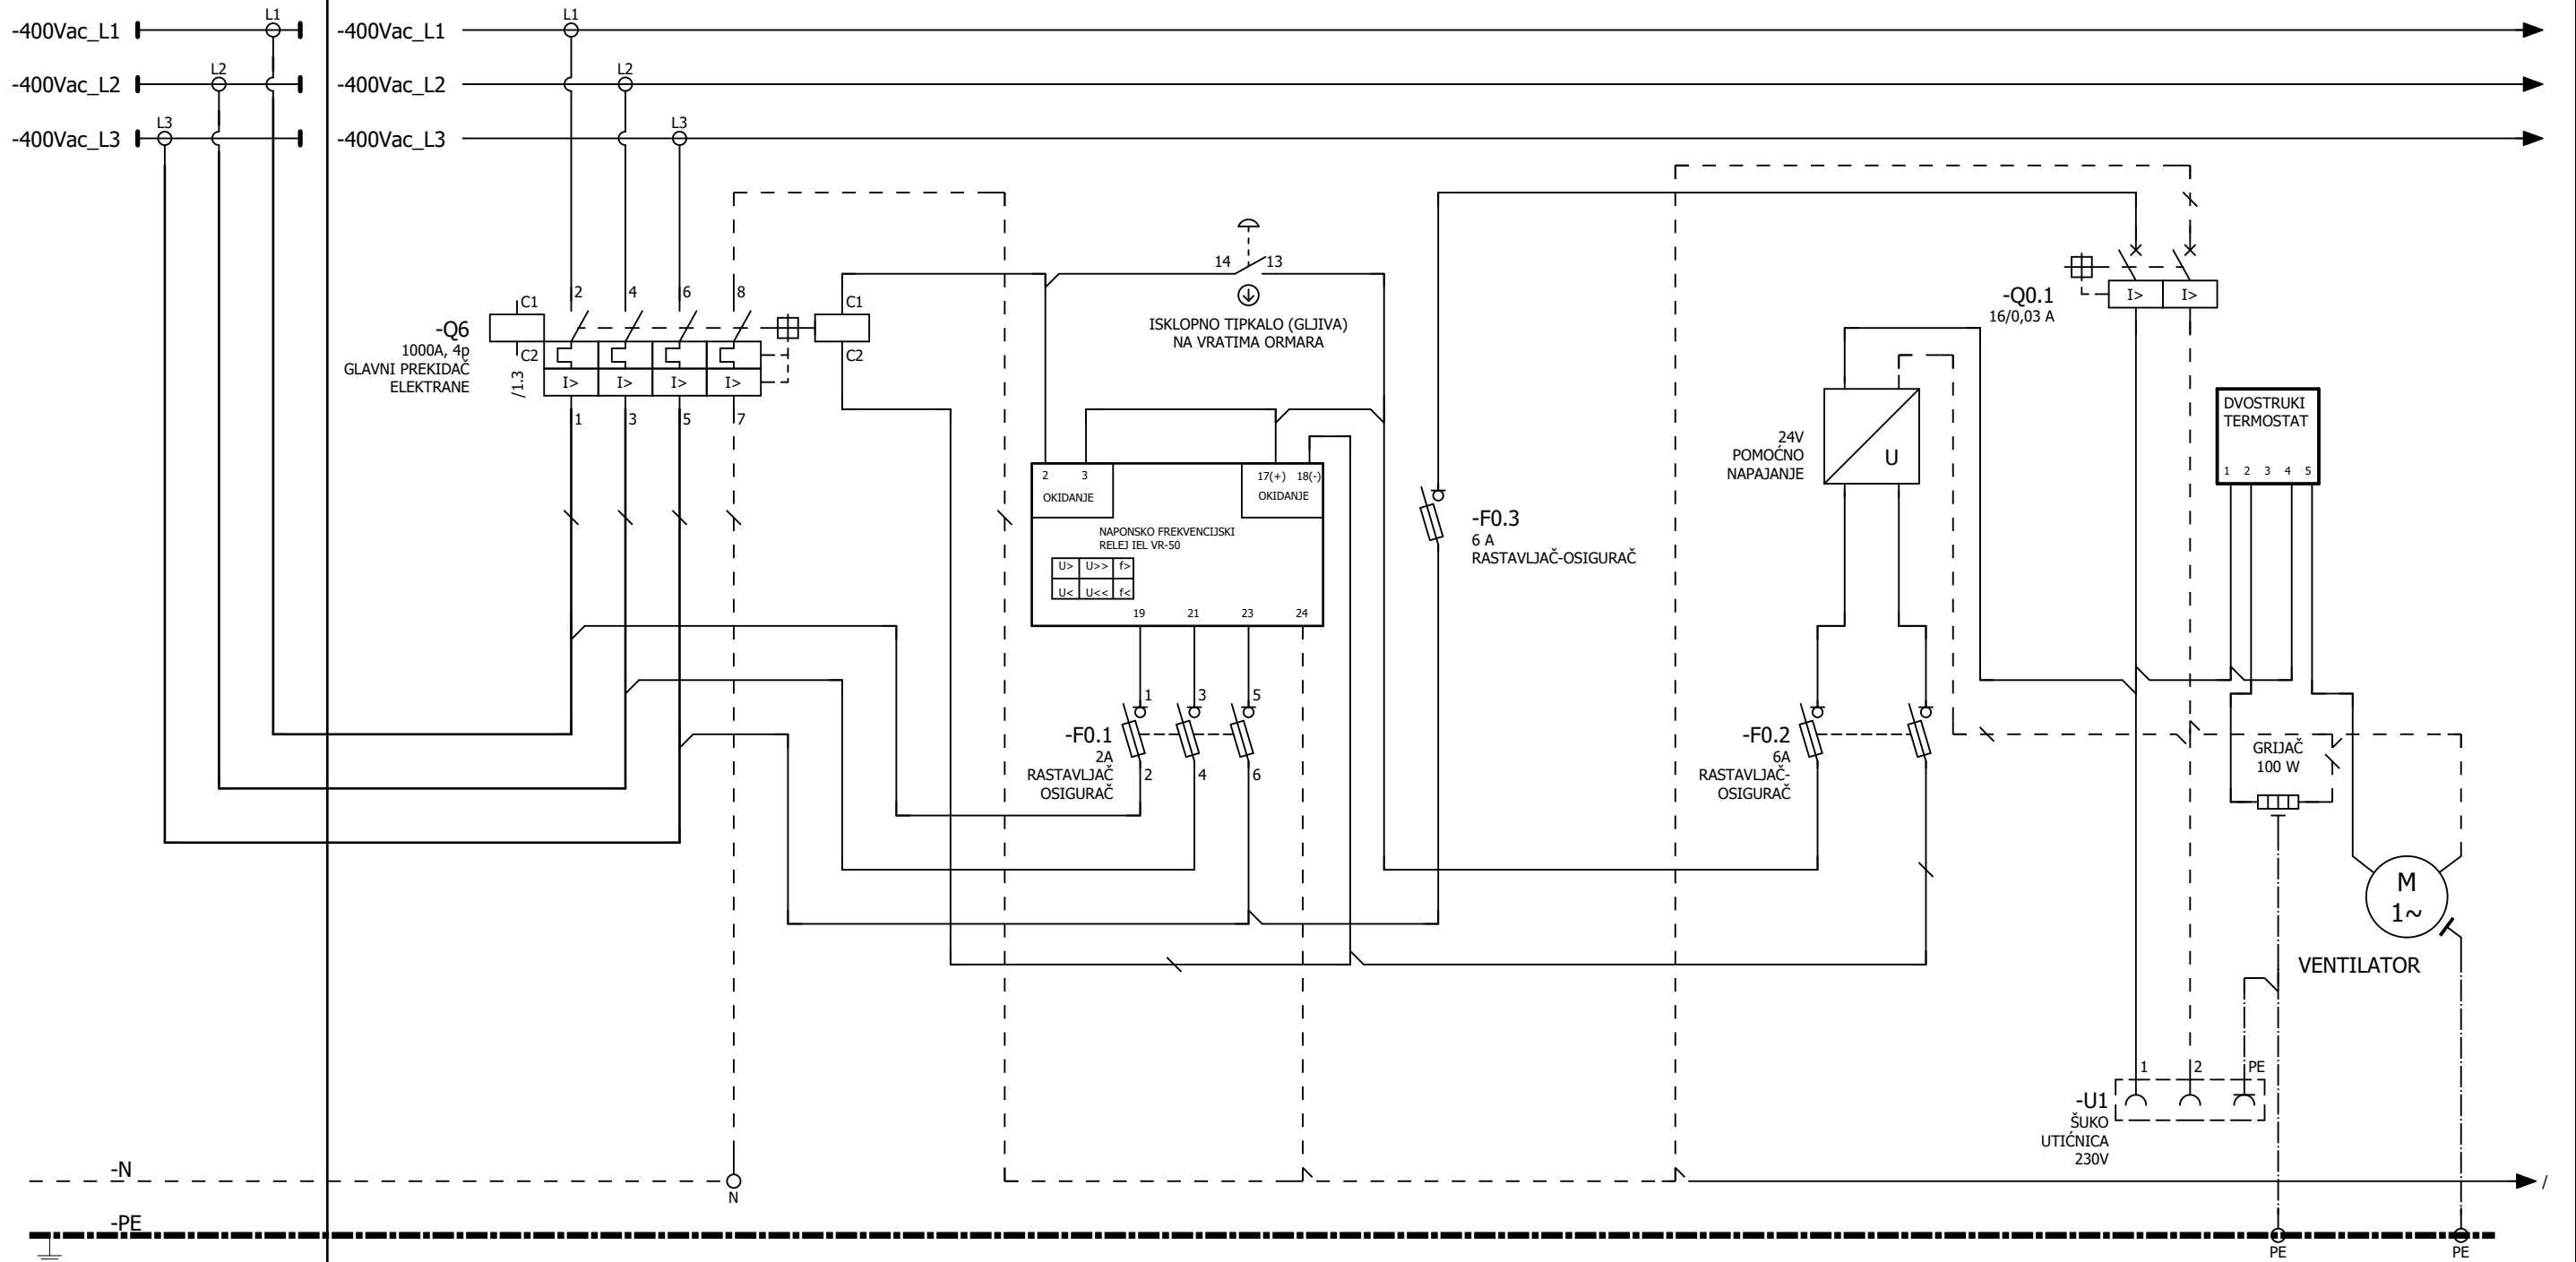 L1
L1
-400Vac_L1
-400Vac_L1
L2
L2
-400Vac_L2
-400Vac_L2
L3
L3
-400Vac_L3
-400Vac_L3
-Q6
1000A, 4p
GLAVNI PREKIDAČ
ELEKTRANE
/1.3
C1
C2
2
4
6
8
I>
I>
I>
I>
1
3
5
7
C1
C2
14
13
ISKLOPNO TIPKALO (GLJIVA)
NA VRATIMA ORMARA
2
3
OKIDANJE
17(+)
18(-)
OKIDANJE
NAPONSKO FREKVENCIJSKI
RELEJ IEL VR-50
U>
U>>
f>
U<
U<<
f<
19
21
23
24
-F0.1
2A
RASTAVLJAČ
OSIGURAČ
1
3
5
2
4
6
-F0.3
6 A
RASTAVLJAČ-OSIGURAČ
24V
POMOĆNO
NAPAJANJE
U
-F0.2
6A
RASTAVLJAČ-
OSIGURAČ
-Q0.1
16/0,03 A
I>
I>
DVOSTRUKI
TERMOSTAT
1 2 3 4 5
GRIJAČ
100 W
M
1~
VENTILATOR
1
2
PE
-U1
ŠUKO
UTIĆNICA
230V
-N
N
/
-PE
PE
PE